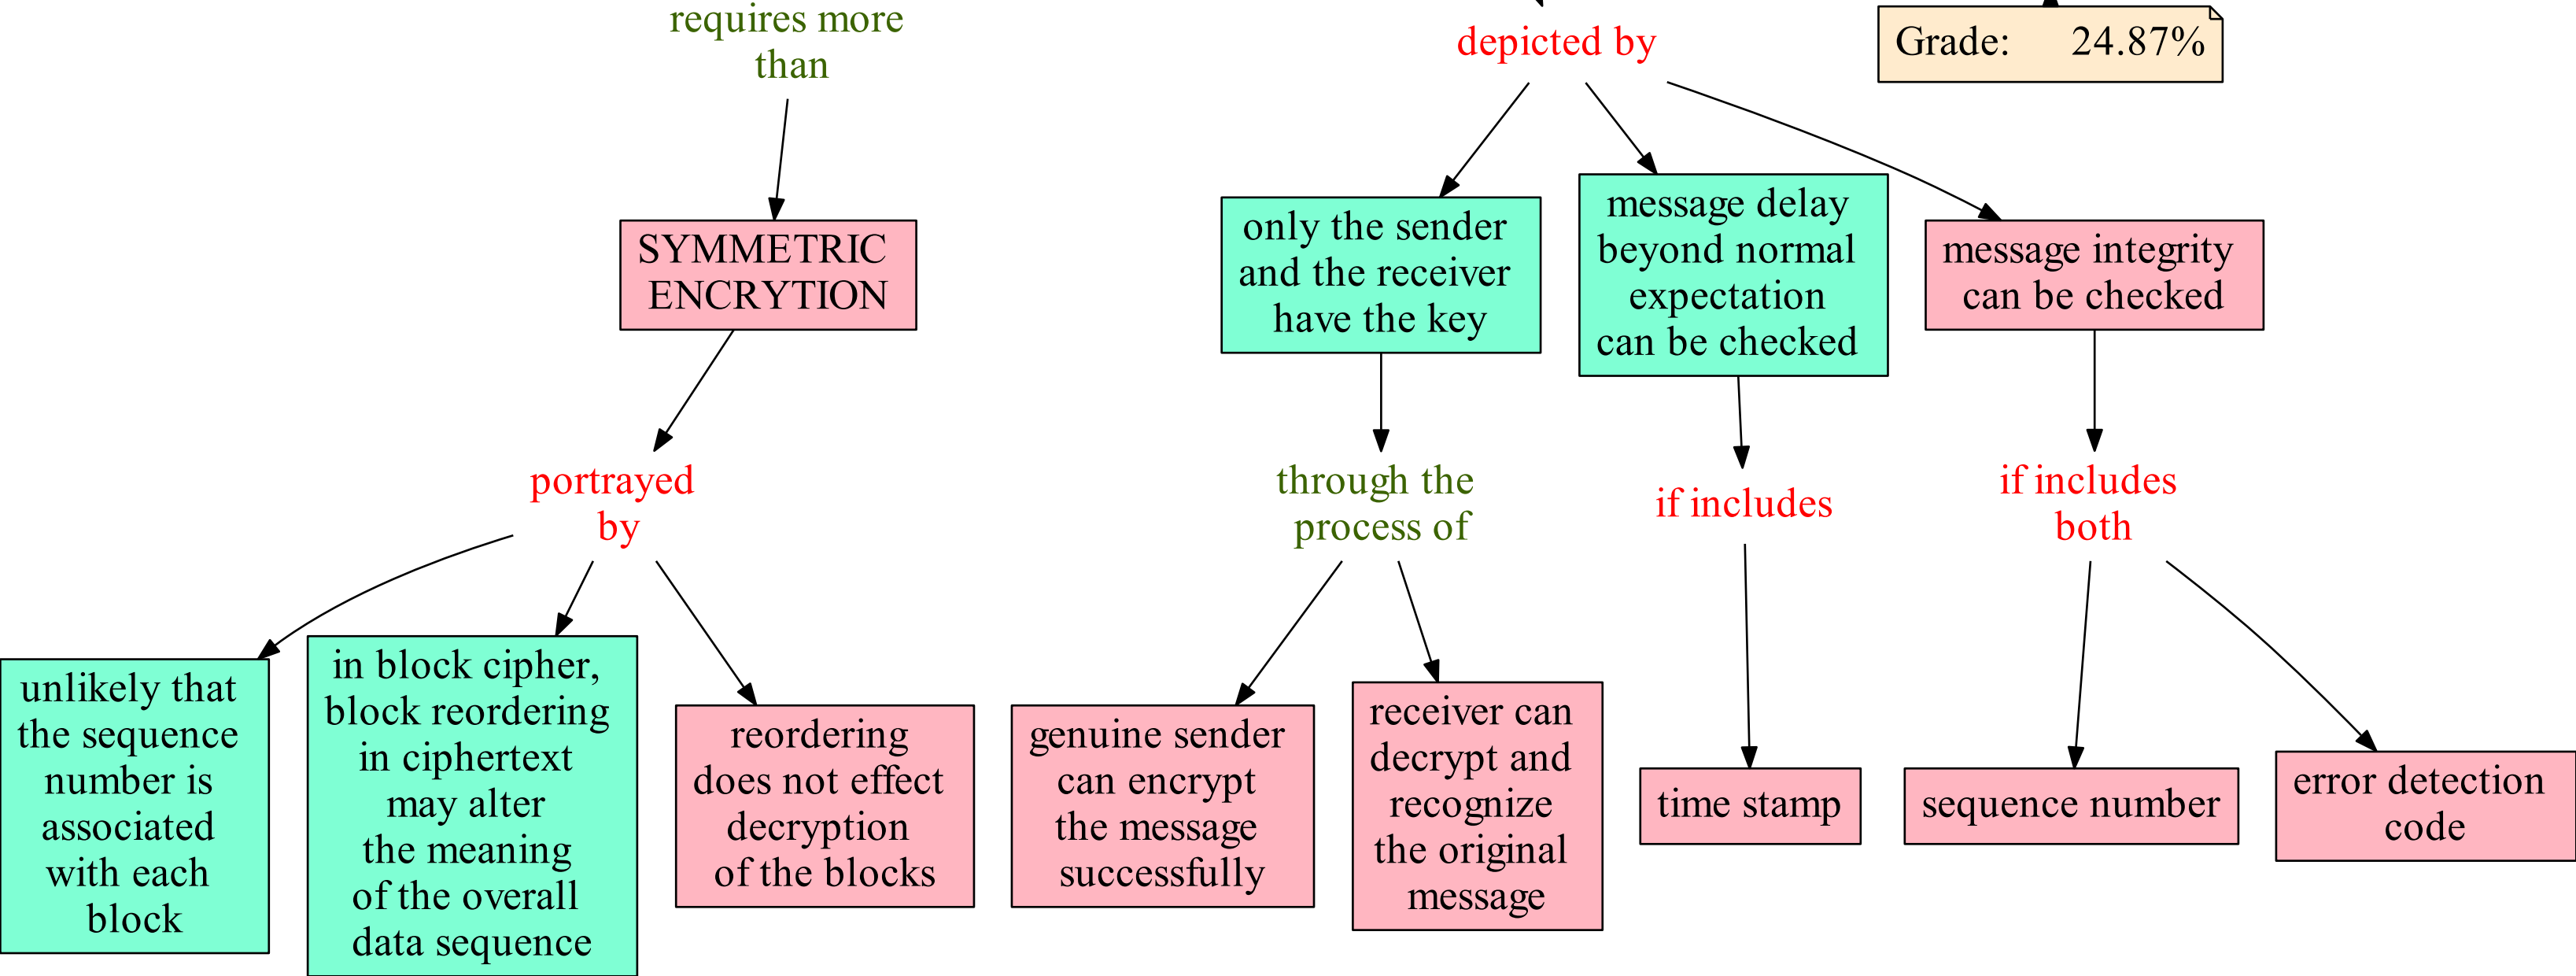 requires more
than
depicted by
Grade: 24.87%
SYMMETRIC
ENCRYTION
only the sender
and the receiver
have the key
message delay
beyond normal
expectation
can be checked
message integrity
can be checked
portrayed
by
through the
process of
if includes
if includes
both
unlikely that
the sequence
number is
associated
with each
block
in block cipher,
block reordering
in ciphertext
may alter
the meaning
of the overall
data sequence
reordering
does not effect
decryption
of the blocks
genuine sender
can encrypt
the message
successfully
receiver can
decrypt and
recognize
the original
message
time stamp
sequence number
error detection
code